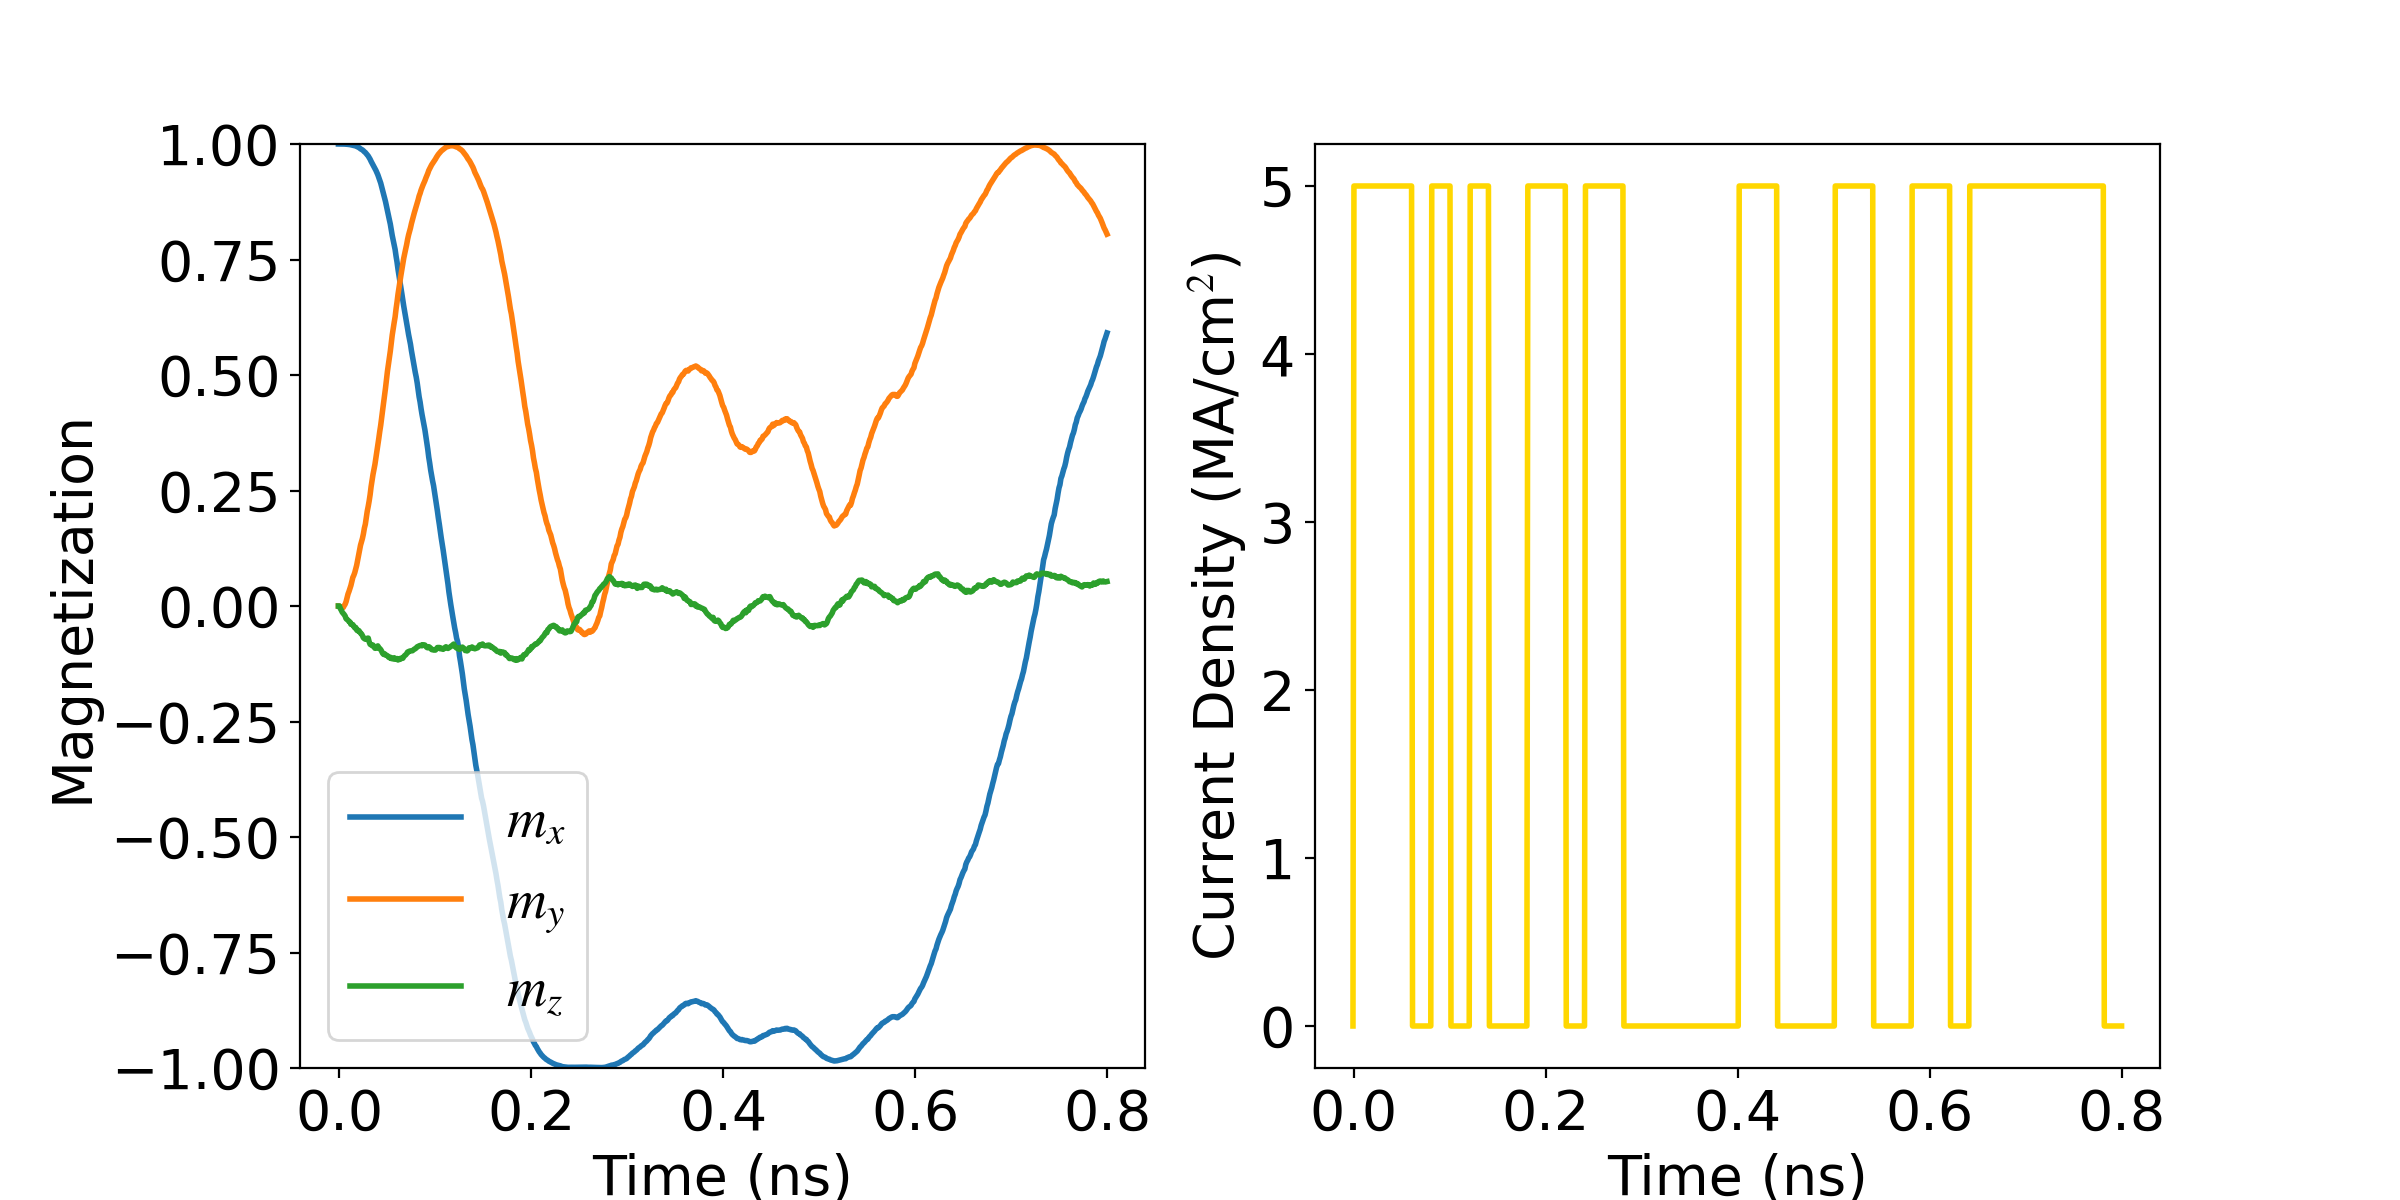 1.00
0.75
0.50
0.25
0.00
−0.25
−0.50
−0.75
−1.00
Magnetization
m_x
m_y
m_z
0.0 0.2 0.4 0.6 0.8
Time (ns)
5
4
3
2
1
0
Current Density (MA/cm²)
0.0 0.2 0.4 0.6 0.8
Time (ns)